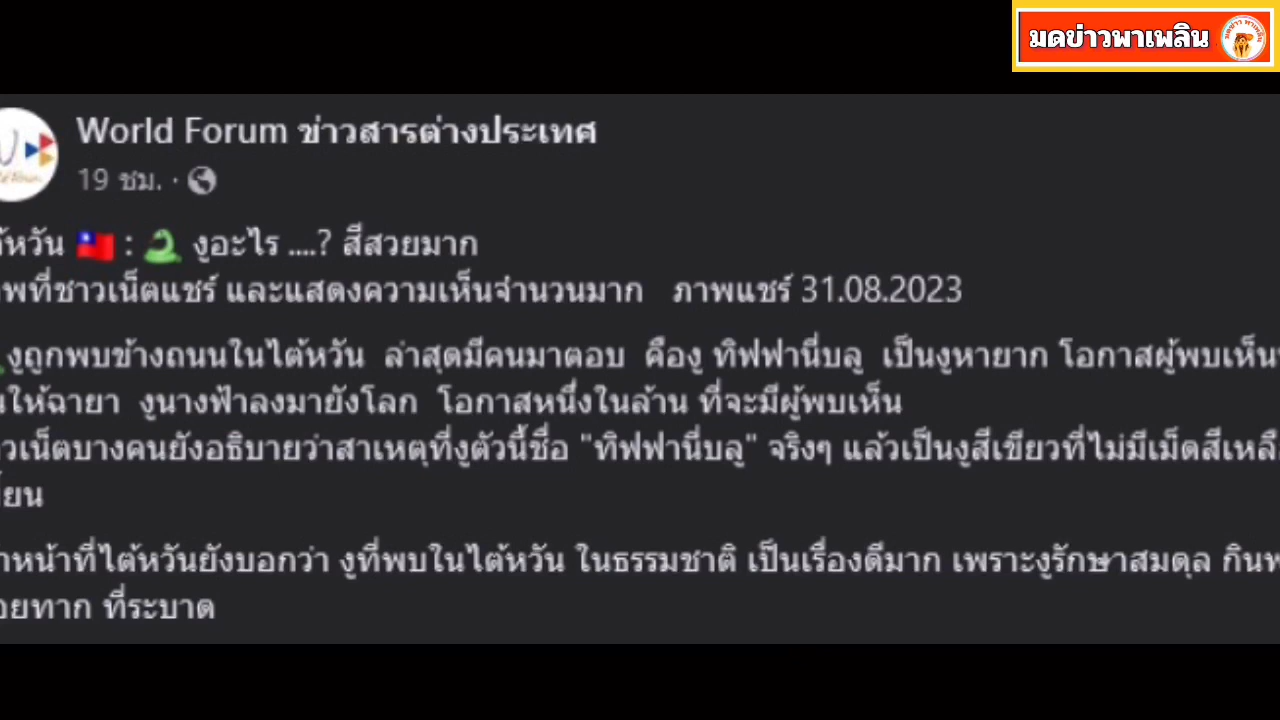 มดข่าวพาเพลิน
World Forum ข่าวสารต่างประเทศ
19 ชม. ·
ต้หวัน 🇹🇼 : 🐍 งูอะไร ....? สีสวยมาก
พที่ชาวเน็ตแชร์ และแสดงความเห็นจำนวนมาก ภาพแชร์ 31.08.2023
งูถูกพบข้างถนนในไต้หวัน ล่าสุดมีคนมาตอบ คืองู ทิฟฟานี่บลู เป็นงูหายาก โอกาสผู้พบเห็น
นให้ฉายา งูนางฟ้าลงมายังโลก โอกาสหนึ่งในล้าน ที่จะมีผู้พบเห็น
วเน็ตบางคนยังอธิบายว่าสาเหตุที่งูตัวนี้ชื่อ "ทิฟฟานี่บลู" จริงๆ แล้วเป็นงูสีเขียวที่ไม่มีเม็ดสีเหลื
ยน
าหน้าที่ไต้หวันยังบอกว่า งูที่พบในไต้หวัน ในธรรมชาติ เป็นเรื่องดีมาก เพราะงูรักษาสมดุล กิน
อยทาก ที่ระบาด